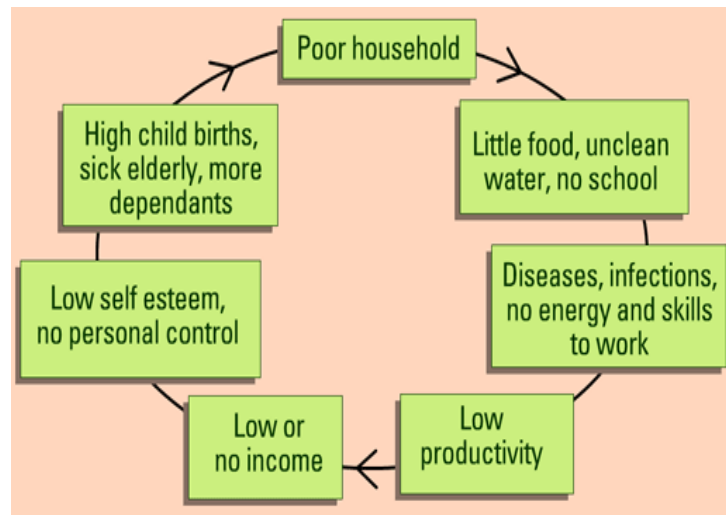 Poor household
Little food, unclean
water, no school
Diseases, infections,
no energy and skills
to work
Low
productivity
Low or
no income
Low self esteem,
no personal control
High child births,
sick elderly, more
dependants